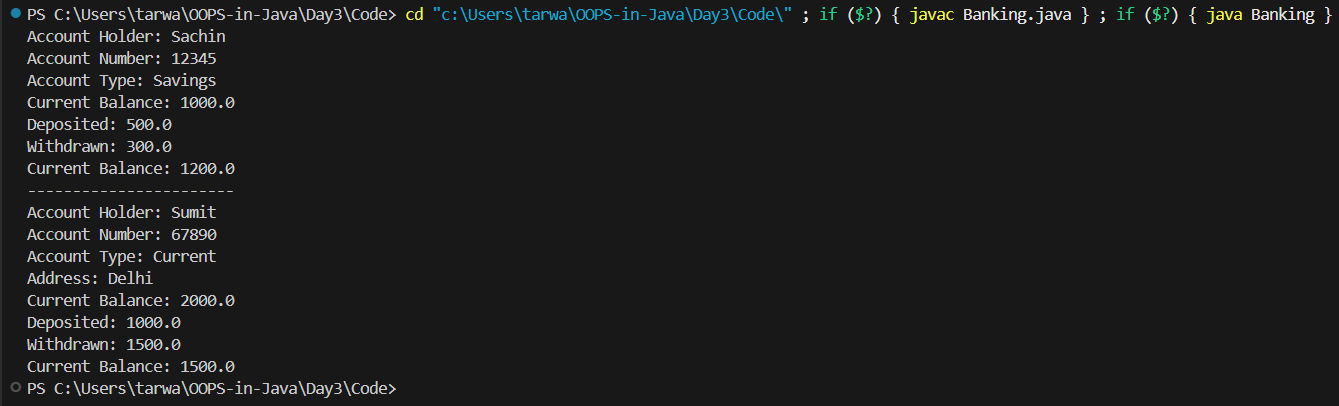 PS C:\Users\tarwa\OOPS-in-Java\Day3\Code> cd "c:\Users\tarwa\OOPS-in-Java\Day3\Code\" ; if ($?) { javac Banking.java } ; if ($?) { java Banking }
Account Holder: Sachin
Account Number: 12345
Account Type: Savings
Current Balance: 1000.0
Deposited: 500.0
Withdrawn: 300.0
Current Balance: 1200.0
-----------------------
Account Holder: Sumit
Account Number: 67890
Account Type: Current
Address: Delhi
Current Balance: 2000.0
Deposited: 1000.0
Withdrawn: 1500.0
Current Balance: 1500.0
PS C:\Users\tarwa\OOPS-in-Java\Day3\Code>